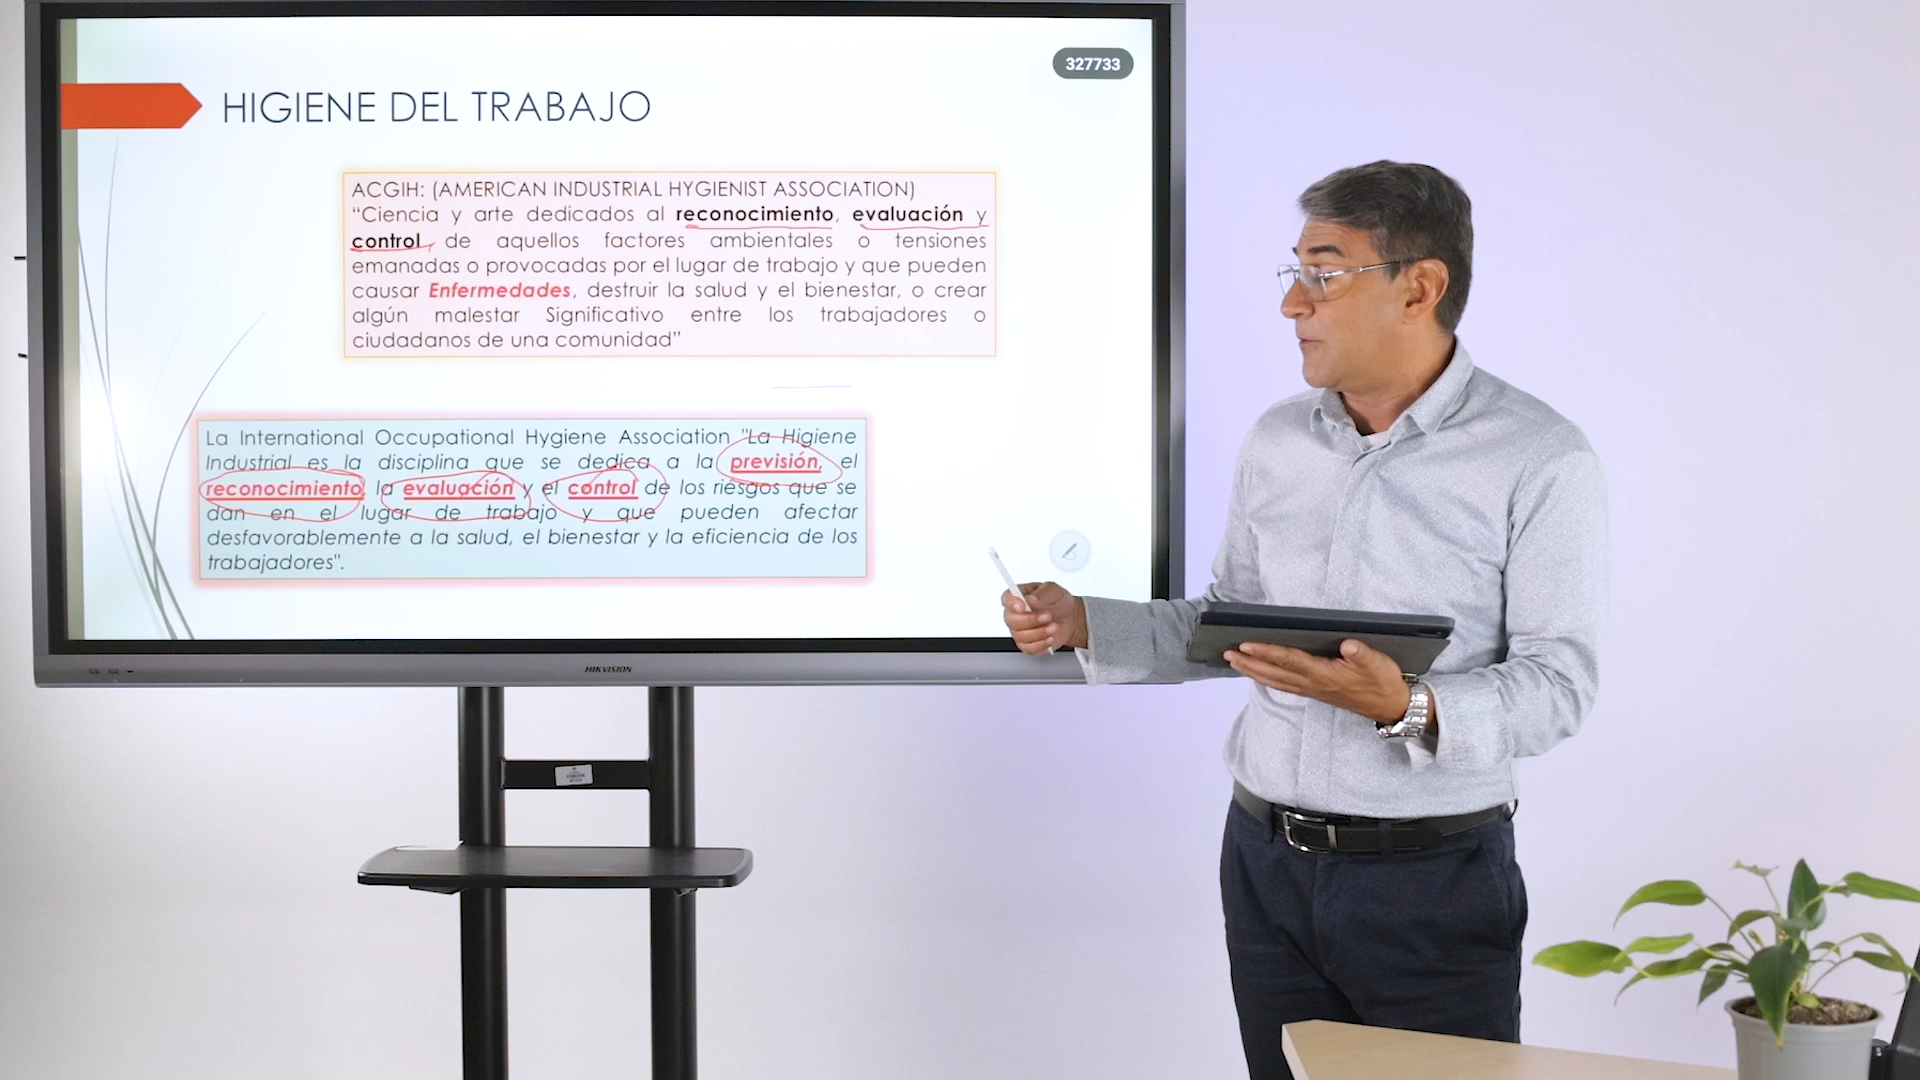 327733
HIGIENE DEL TRABAJO
ACGIH: (AMERICAN INDUSTRIAL HYGIENIST ASSOCIATION)
“Ciencia y arte dedicados al reconocimiento, evaluación y
control, de aquellos factores ambientales o tensiones
emanadas o provocadas por el lugar de trabajo y que pueden
causar Enfermedades, destruir la salud y el bienestar, o crear
algún malestar Significativo entre los trabajadores o
ciudadanos de una comunidad”
La International Occupational Hygiene Association "La Higiene
Industrial es la disciplina que se dedica a la previsión, el
reconocimiento, la evaluación y el control de los riesgos que se
dan en el lugar de trabajo y que pueden afectar
desfavorablemente a la salud, el bienestar y la eficiencia de los
trabajadores".
HIKVISION